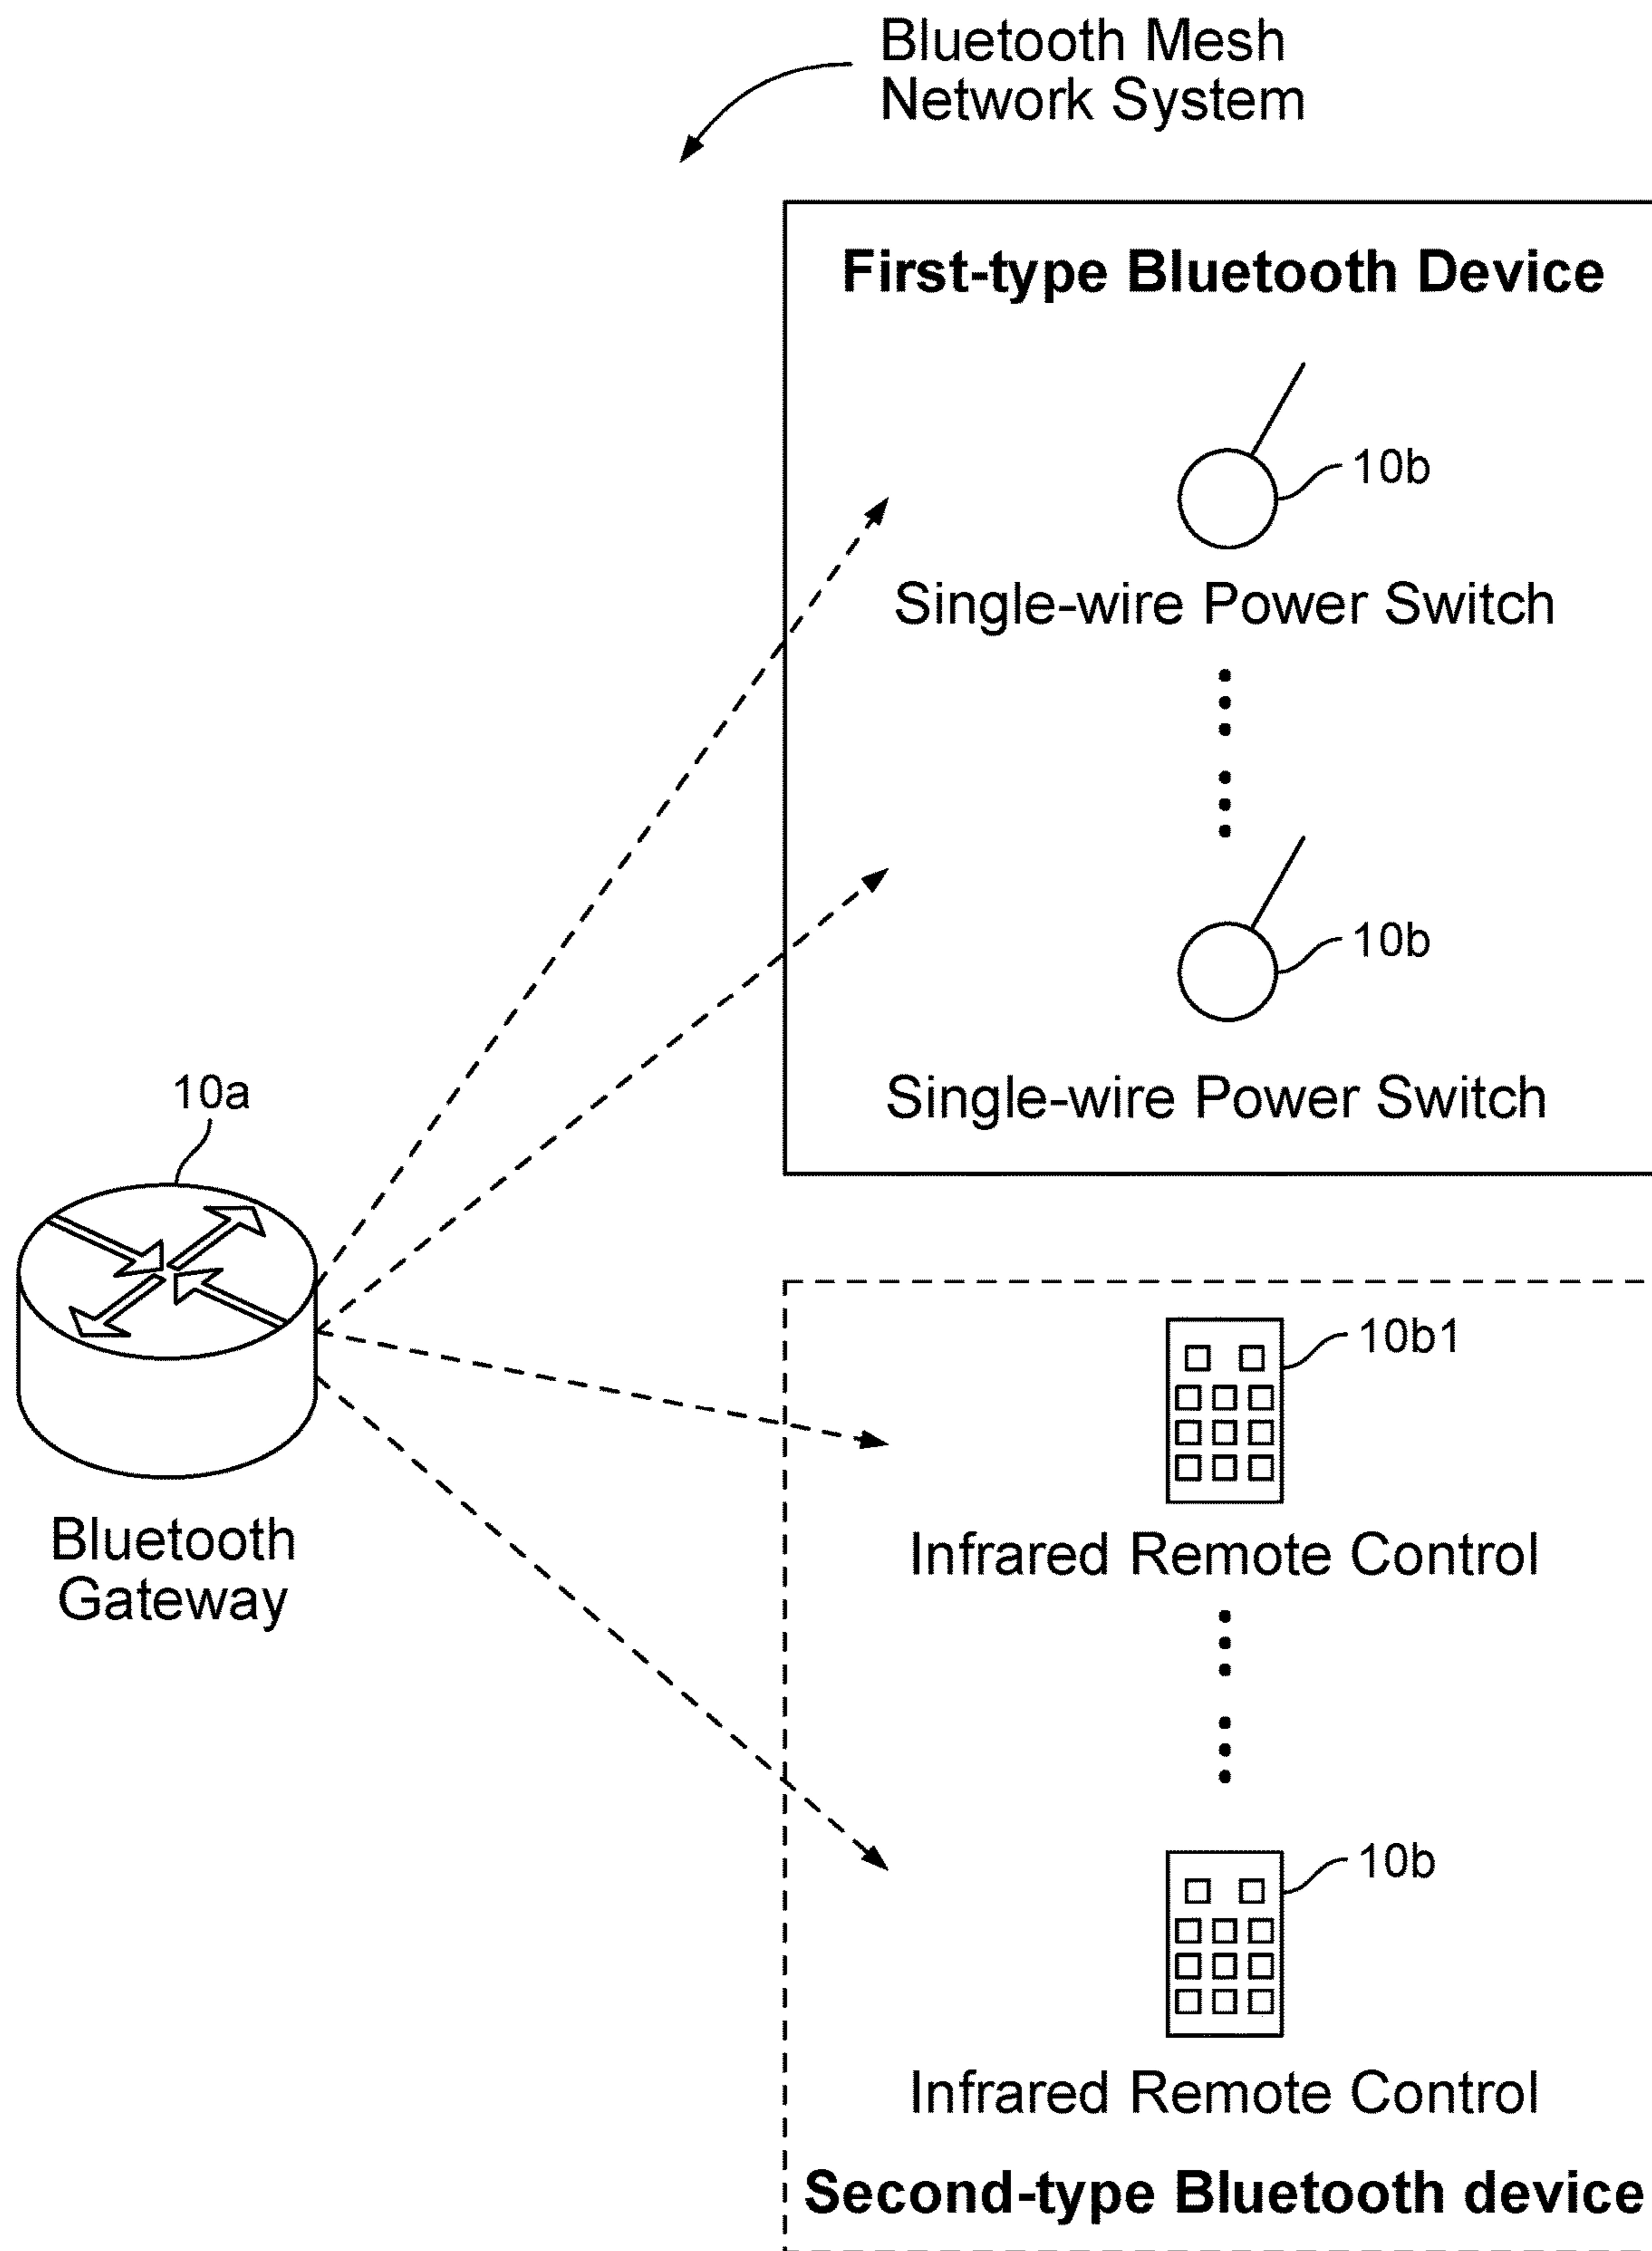 Bluetooth Mesh
Network System
First-type Bluetooth Device
10b
Single-wire Power Switch
10b
Single-wire Power Switch
10a
Bluetooth
Gateway
10b1
Infrared Remote Control
10b
Infrared Remote Control
Second-type Bluetooth device